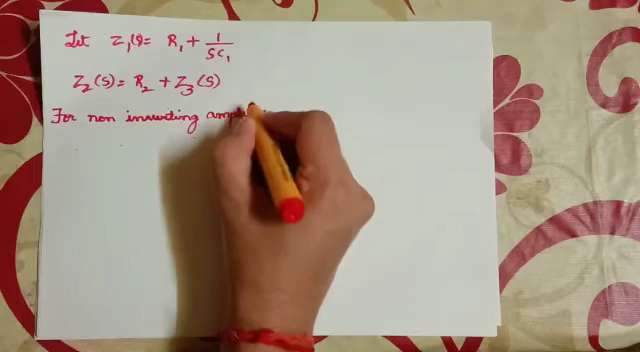 Let Z₁(s) = R₁ + 1/SC₁
Z₂(s) = R₂ + Z₃(s)
For non inverting